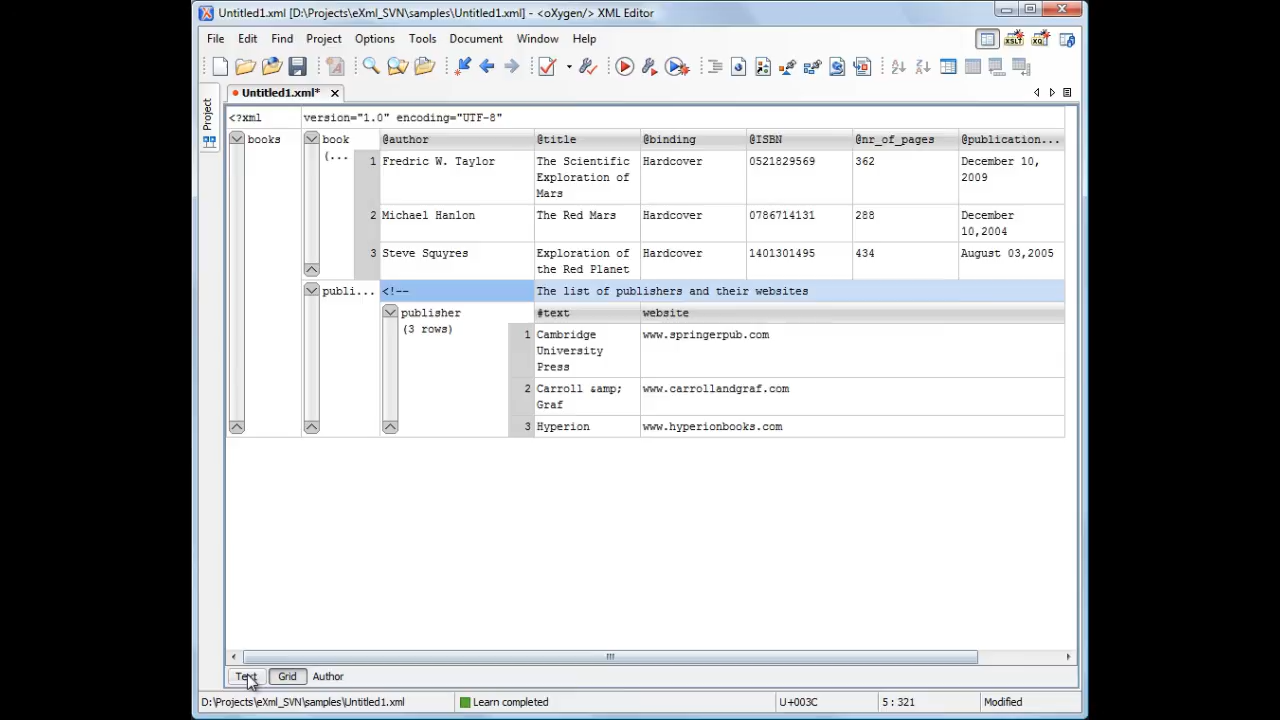 Untitled1.xml [D:\Projects\eXml_SVN\samples\Untitled1.xml] - <oXygen/> XML Editor
File Edit Find Project Options Tools Document Window Help
Untitled1.xml*
Project
<?xml version="1.0" encoding="UTF-8"
books book @author @title @binding @ISBN @nr_of_pages @publication...
(...
1 Fredric W. Taylor The Scientific Hardcover 0521829569 362 December 10,
Exploration of 2009
Mars
2 Michael Hanlon The Red Mars Hardcover 0786714131 288 December
10,2004
3 Steve Squyres Exploration of Hardcover 1401301495 434 August 03,2005
the Red Planet
publi... <!-- The list of publishers and their websites
publisher #text website
(3 rows)
1 Cambridge www.springerpub.com
University
Press
2 Carroll &amp; www.carrollandgraf.com
Graf
3 Hyperion www.hyperionbooks.com
Text Grid Author
D:\Projects\eXml_SVN\samples\Untitled1.xml Learn completed U+003C 5 : 321 Modified